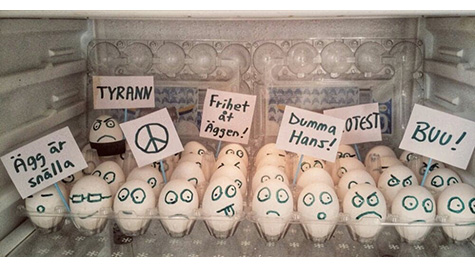 TYRANN
Frihet
åt
Äggen!
Ägg är
snälla
Dumma
Hans!
OTEST
BUU!